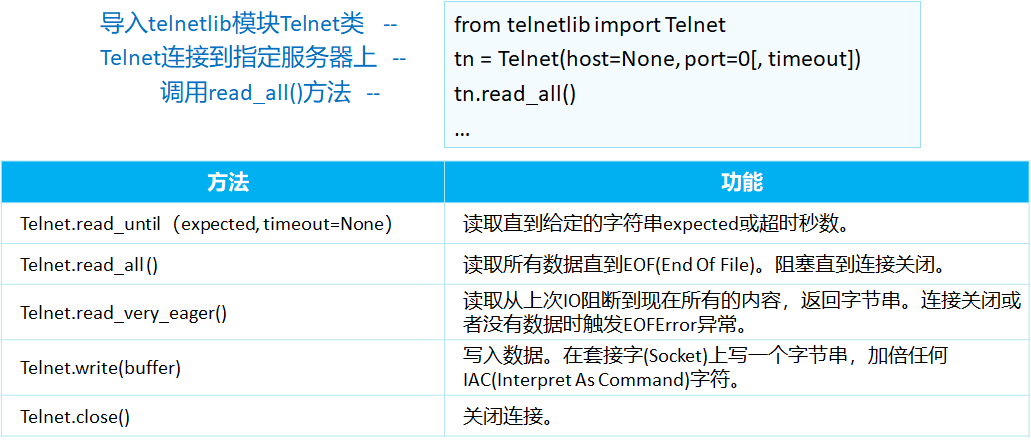 导入telnetlib模块Telnet类 --
from telnetlib import Telnet
Telnet连接到指定服务器上 --
tn = Telnet(host=None, port=0[, timeout])
调用read_all()方法 --
tn.read_all()
...
方法 功能
Telnet.read_until（expected, timeout=None） 读取直到给定的字符串expected或超时秒数。
Telnet.read_all() 读取所有数据直到EOF(End Of File)。阻塞直到连接关闭。
Telnet.read_very_eager() 读取从上次IO阻断到现在所有的内容，返回字节串。连接关闭或
者没有数据时触发EOFError异常。
Telnet.write(buffer) 写入数据。在套接字(Socket)上写一个字节串，加倍任何
IAC(Interpret As Command)字符。
Telnet.close() 关闭连接。